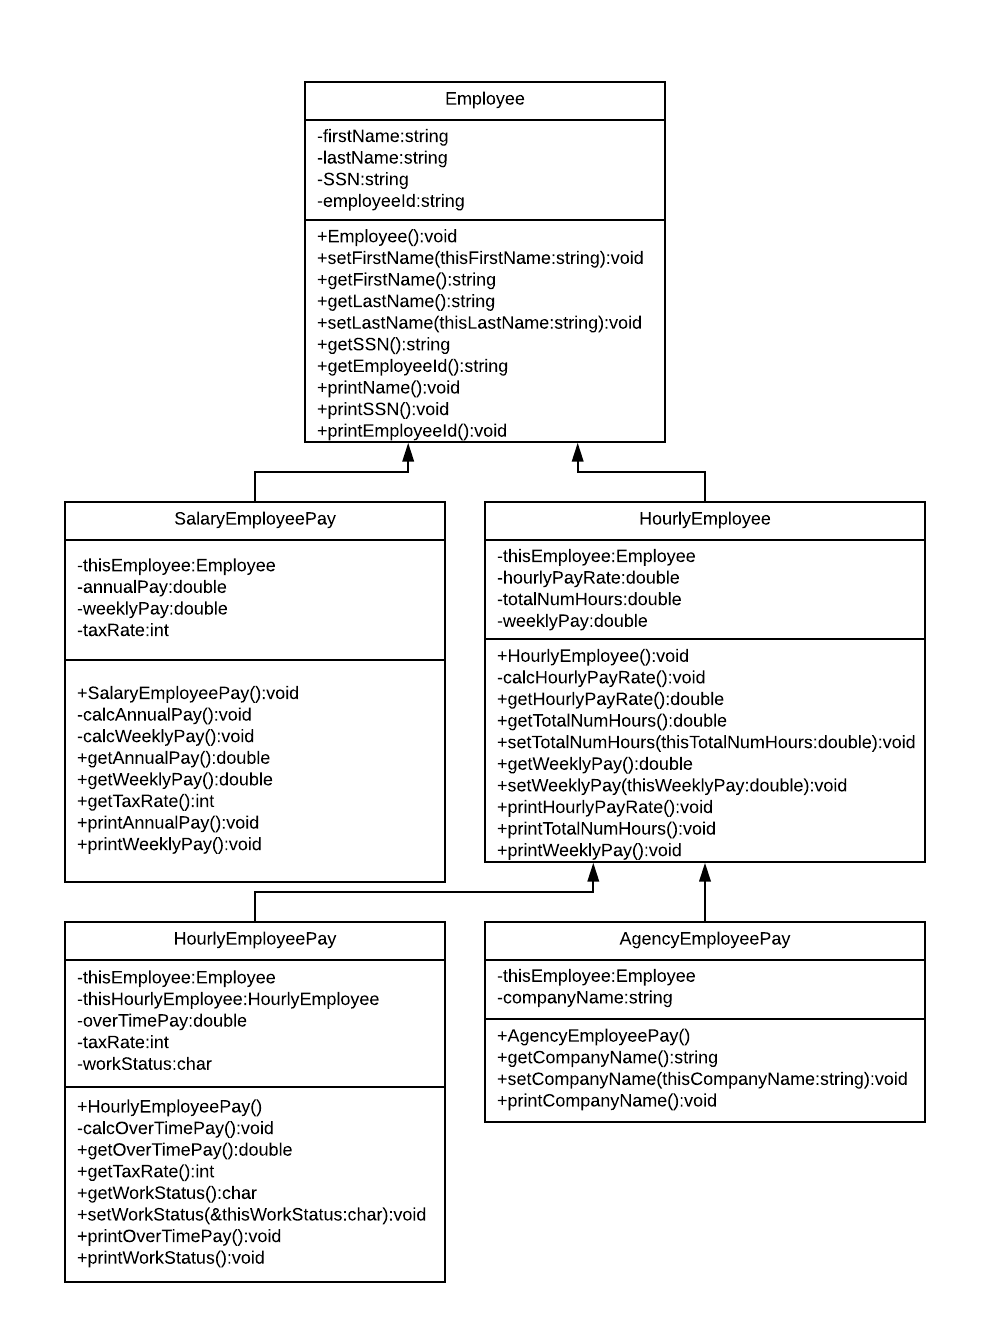 Employee
-firstName:string
-lastName:string
-SSN:string
-employeeId:string
+Employee():void
+setFirstName(thisFirstName:string):void
+getFirstName():string
+getLastName():string
+setLastName(thisLastName:string):void
+getSSN():string
+getEmployeeId():string
+printName():void
+printSSN():void
+printEmployeeId():void
SalaryEmployeePay
-thisEmployee:Employee
-annualPay:double
-weeklyPay:double
-taxRate:int
+SalaryEmployeePay():void
-calcAnnualPay():void
-calcWeeklyPay():void
+getAnnualPay():double
+getWeeklyPay():double
+getTaxRate():int
+printAnnualPay():void
+printWeeklyPay():void
HourlyEmployee
-thisEmployee:Employee
-hourlyPayRate:double
-totalNumHours:double
-weeklyPay:double
+HourlyEmployee():void
-calcHourlyPayRate():void
+getHourlyPayRate():double
+getTotalNumHours():double
+setTotalNumHours(thisTotalNumHours:double):void
+getWeeklyPay():double
+setWeeklyPay(thisWeeklyPay:double):void
+printHourlyPayRate():void
+printTotalNumHours():void
+printWeeklyPay():void
HourlyEmployeePay
-thisEmployee:Employee
-thisHourlyEmployee:HourlyEmployee
-overTimePay:double
-taxRate:int
-workStatus:char
+HourlyEmployeePay()
-calcOverTimePay():void
+getOverTimePay():double
+getTaxRate():int
+getWorkStatus():char
+setWorkStatus(&thisWorkStatus:char):void
+printOverTimePay():void
+printWorkStatus():void
AgencyEmployeePay
-thisEmployee:Employee
-companyName:string
+AgencyEmployeePay()
+getCompanyName():string
+setCompanyName(thisCompanyName:string):void
+printCompanyName():void